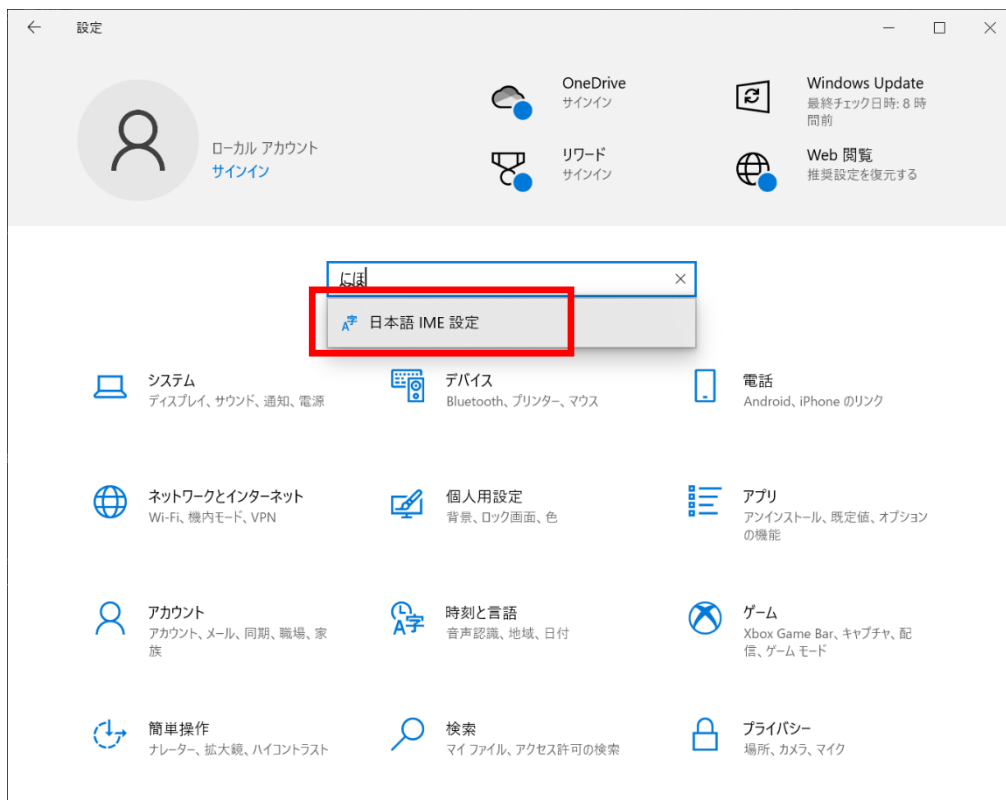 設定
OneDrive
サインイン
Windows Update
最終チェック日時: 8 時
間前
ローカル アカウント
サインイン
リワード
サインイン
Web 閲覧
推奨設定を復元する
にほ
日本語 IME 設定
システム
ディスプレイ、サウンド、通知、電源
デバイス
Bluetooth、プリンター、マウス
電話
Android、iPhone のリンク
ネットワークとインターネット
Wi-Fi、機内モード、VPN
個人用設定
背景、ロック画面、色
アプリ
アンインストール、既定値、オプション
の機能
アカウント
アカウント、メール、同期、職場、家
族
時刻と言語
音声認識、地域、日付
ゲーム
Xbox Game Bar、キャプチャ、配
信、ゲーム モード
簡単操作
ナレーター、拡大鏡、ハイコントラスト
検索
マイ ファイル、アクセス許可の検索
プライバシー
場所、カメラ、マイク